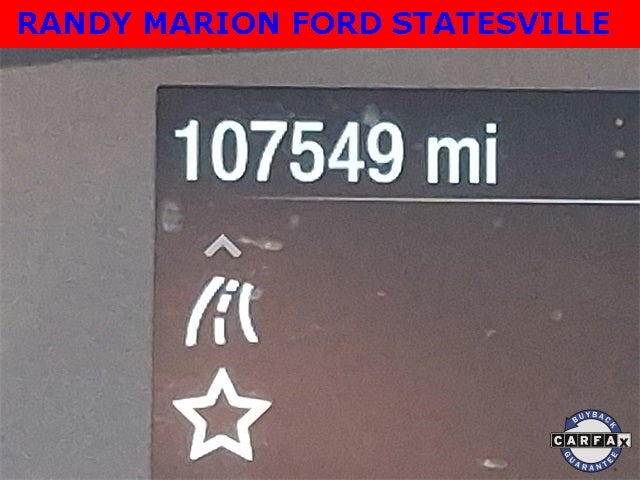 RANDY MARION FORD STATESVILLE
107549 mi
BUYBACK
CARFAX
GUARANTEE